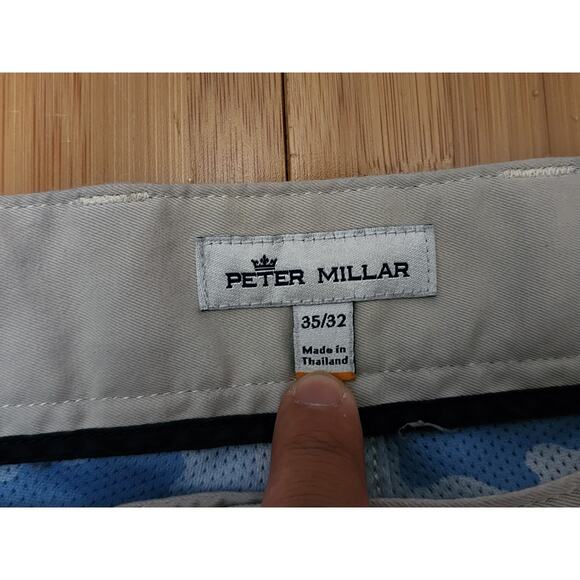 PETER MILLAR
35/32
Made in
Thailand